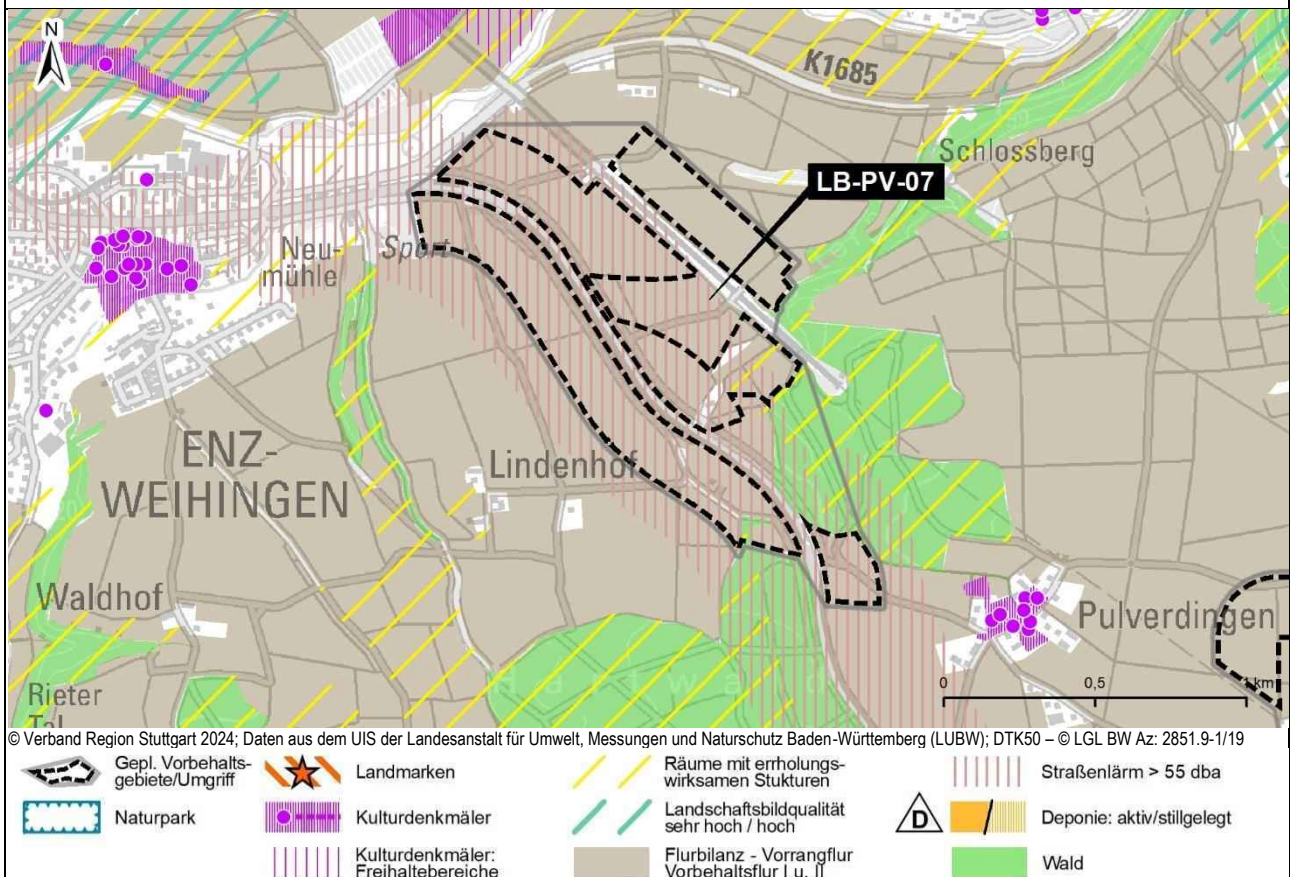 N
K1685
Schlossberg
LB-PV-07
Neu-
mühle
Sport
ENZ-
WEIHINGEN
Lindenhof
Waldhof
Pulverdingen
Hardtwald
Rieter
Tal
0
0,5
1 km
© Verband Region Stuttgart 2024; Daten aus dem UIS der Landesanstalt für Umwelt, Messungen und Naturschutz Baden-Württemberg (LUBW); DTK50 – © LGL BW Az: 2851.9-1/19
Gepl. Vorbehalts-
gebiete/Umgriff
Landmarken
Räume mit erholungs-
wirksamen Stukturen
Straßenlärm > 55 dba
Naturpark
Kulturdenkmäler
Landschaftsbildqualität
sehr hoch / hoch
D
Deponie: aktiv/stillgelegt
Kulturdenkmäler:
Freihaltebereiche
Flurbilanz - Vorrangflur
Vorbehaltsflur I u. II
Wald